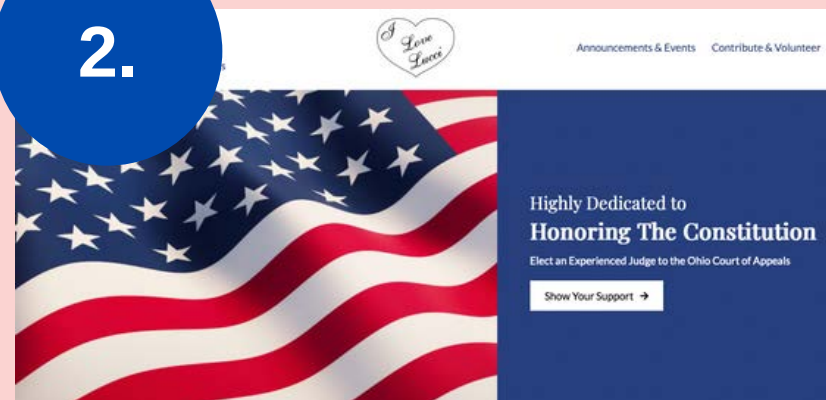 2.
I
Love
Lucci
Announcements & Events Contribute & Volunteer
Highly Dedicated to
Honoring The Constitution
Elect an Experienced Judge to the Ohio Court of Appeals
Show Your Support →